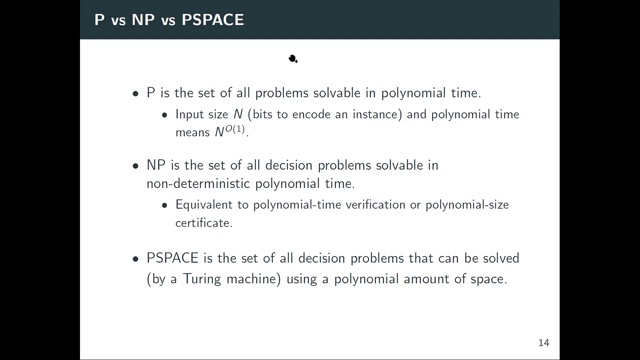 P vs NP vs PSPACE
• P is the set of all problems solvable in polynomial time.
• Input size N (bits to encode an instance) and polynomial time
means N^{O(1)}.
• NP is the set of all decision problems solvable in
non-deterministic polynomial time.
• Equivalent to polynomial-time verification or polynomial-size
certificate.
• PSPACE is the set of all decision problems that can be solved
(by a Turing machine) using a polynomial amount of space.
14